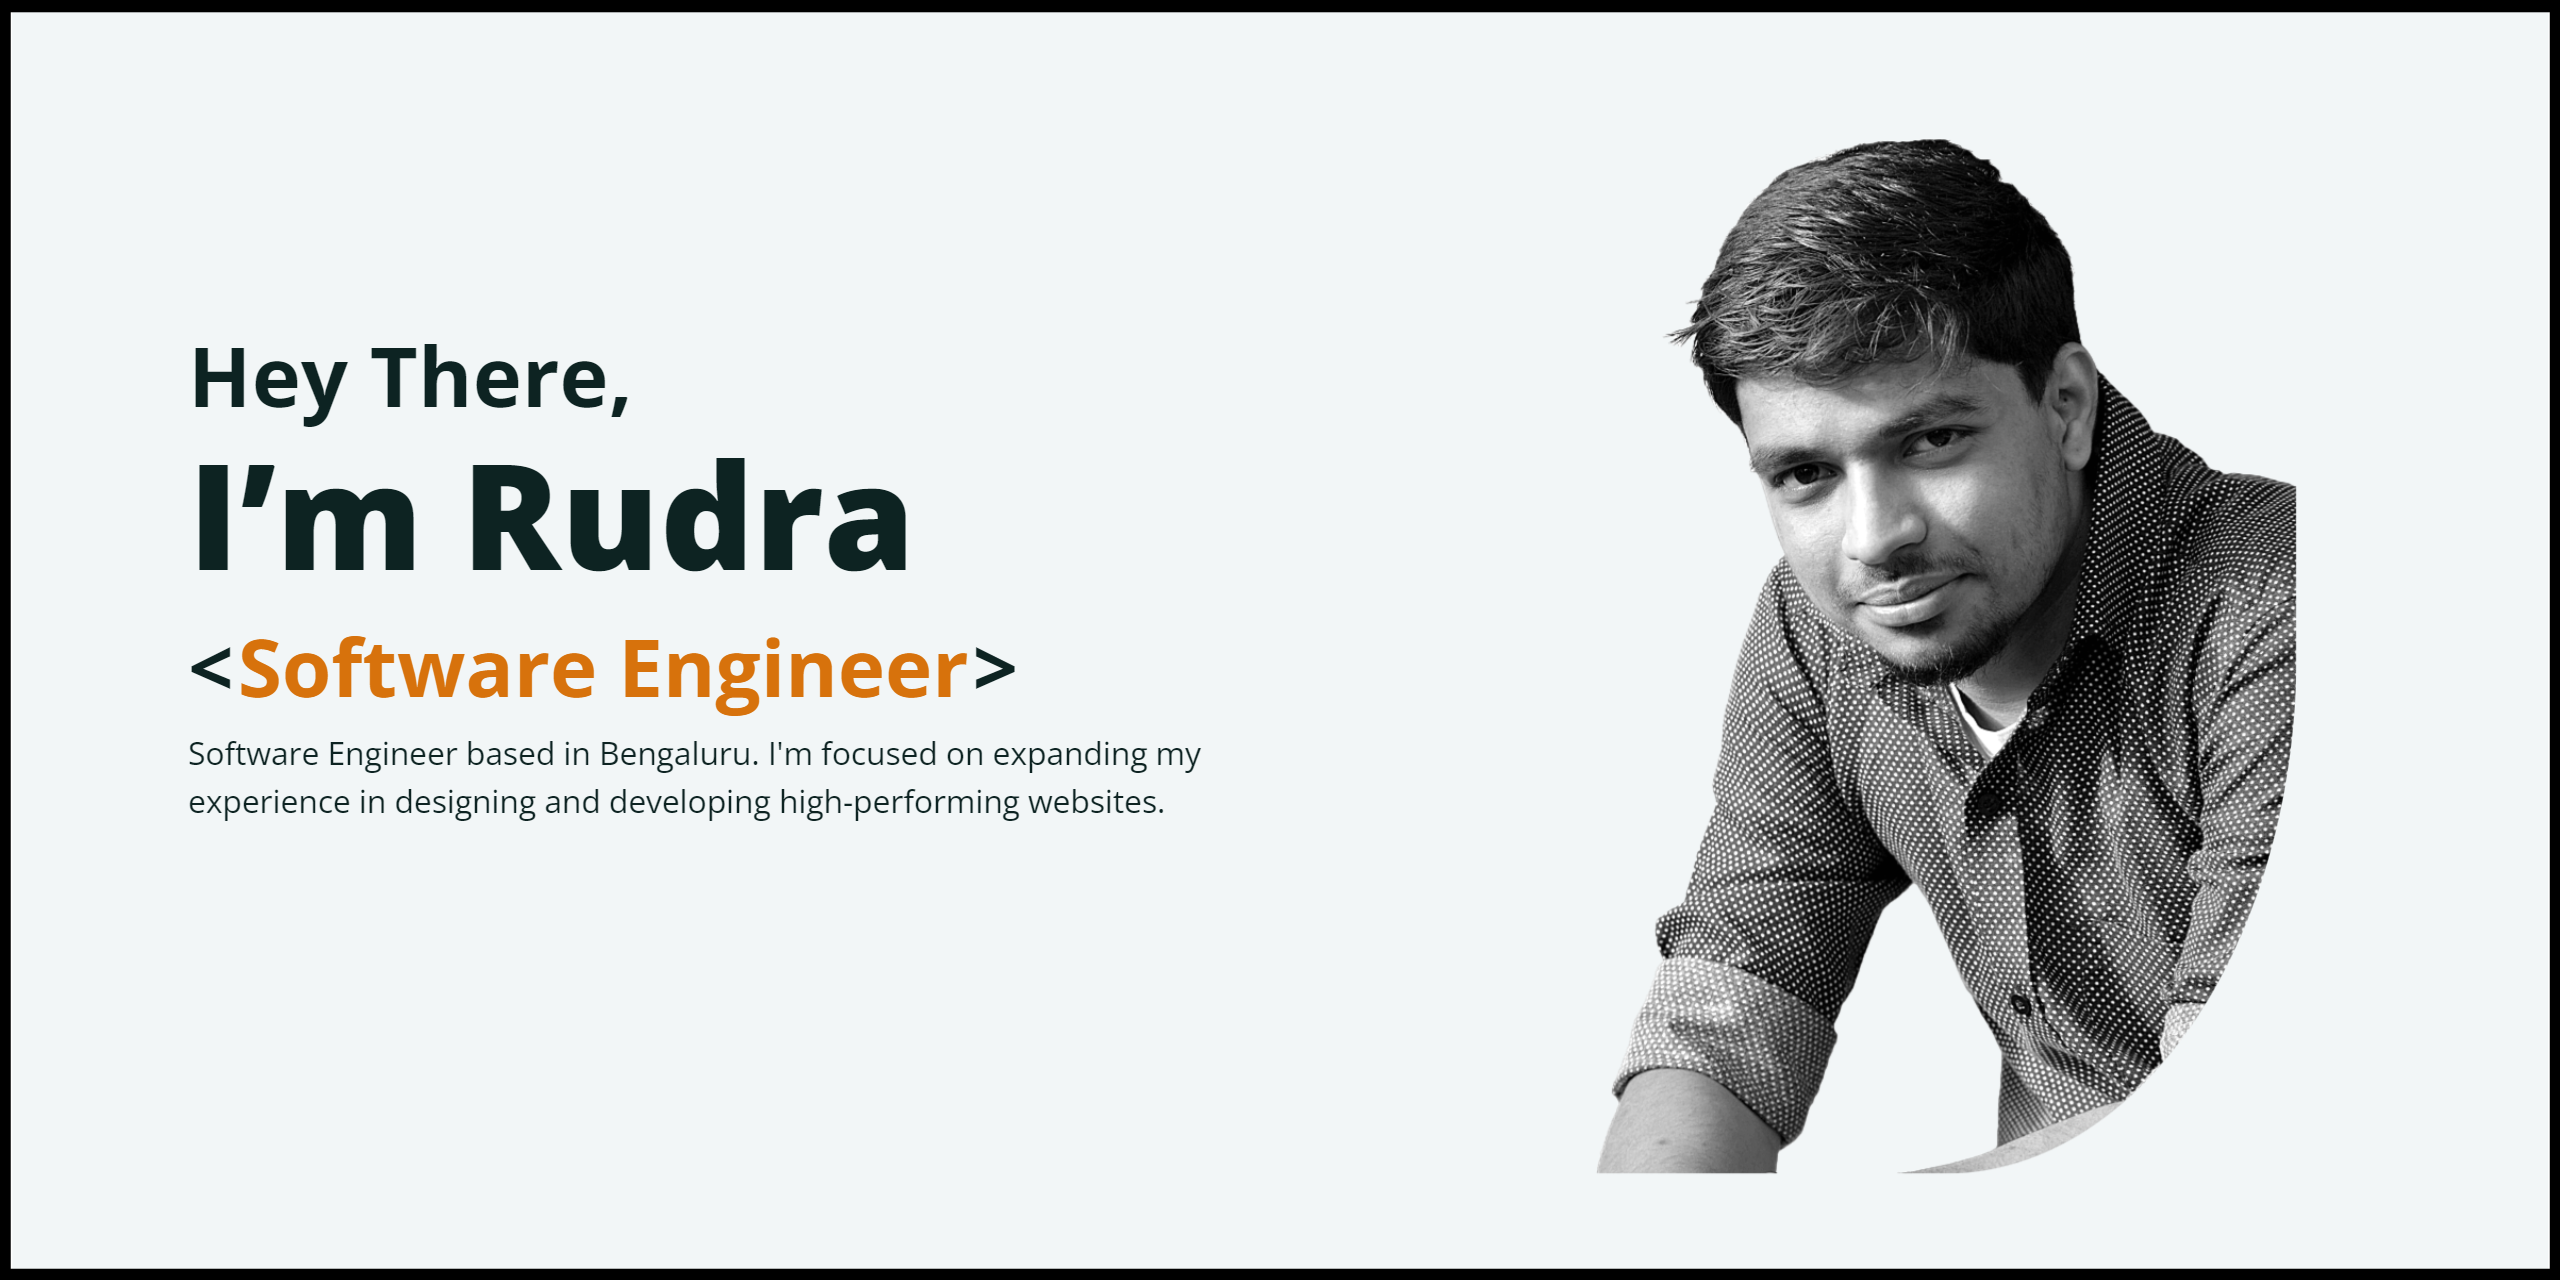 Hey There,
I’m Rudra
<Software Engineer>
Software Engineer based in Bengaluru. I'm focused on expanding my
experience in designing and developing high-performing websites.